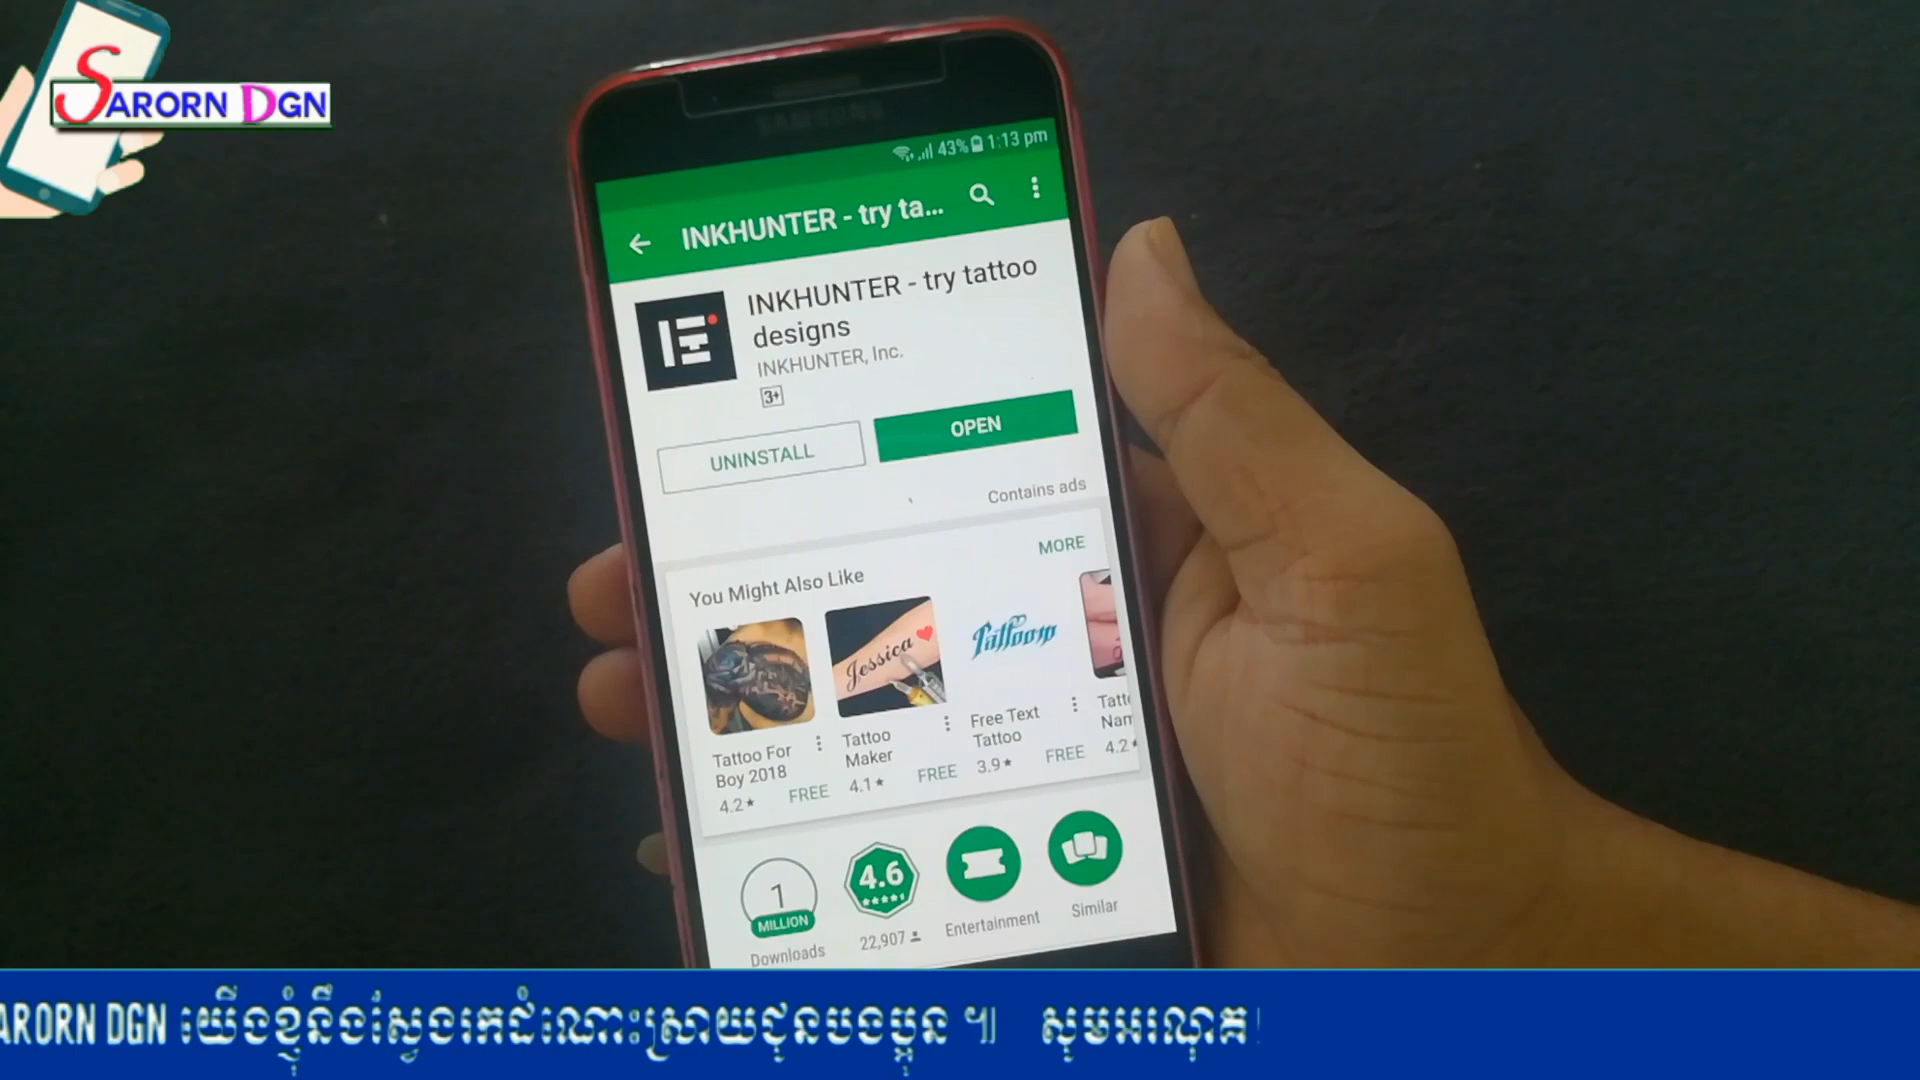 SARORN DGN
SAMSUNG
43% 1:13 pm
INKHUNTER - try ta...
INKHUNTER - try tattoo
designs
INKHUNTER, Inc.
3+
UNINSTALL
OPEN
Contains ads
You Might Also Like
MORE
Jessica
Tattoo For
Boy 2018
4.2★ FREE
Tattoo
Maker
4.1★ FREE
Free Text
Tattoo
3.9★ FREE
4.2
1
MILLION
Downloads
4.6
22,907
Entertainment
Similar
ARORN DGN យើងខ្ញុំនឹងស្វែងរកដំណោះស្រាយជូនបងប្អូន ៕ សូមអរណុគ